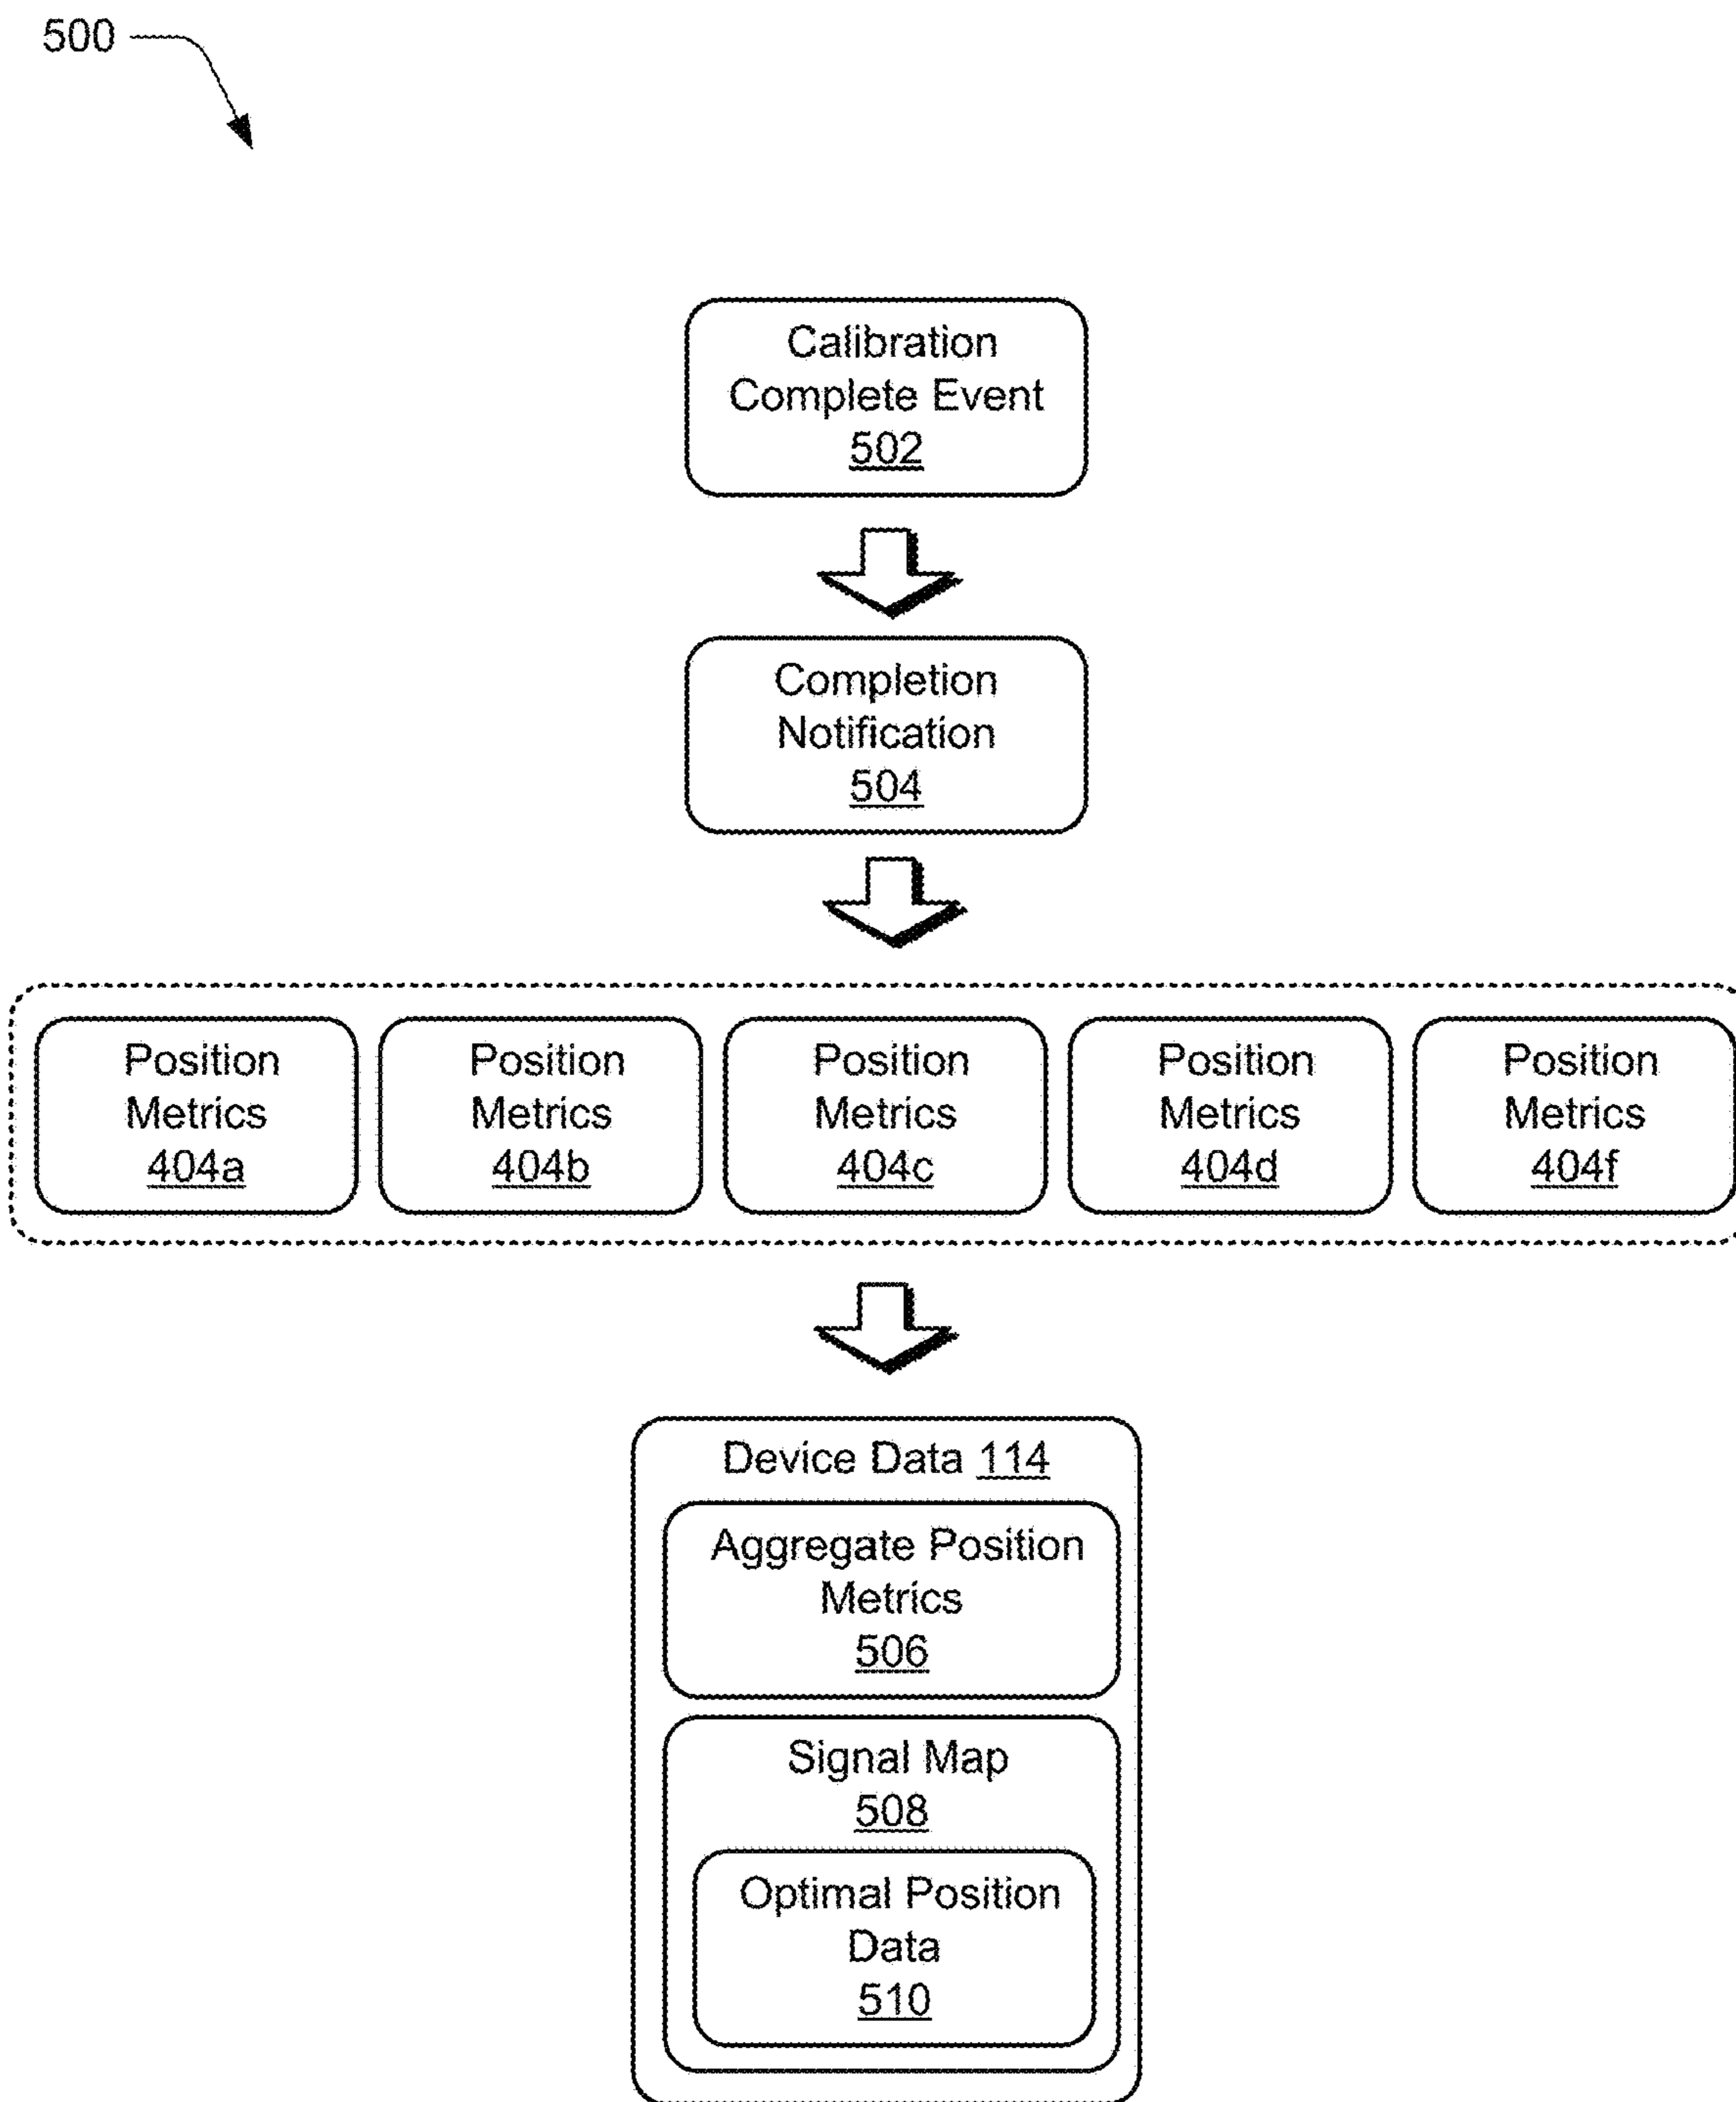 500
Calibration
Complete Event
502
Completion
Notification
504
Position
Metrics
404a
Position
Metrics
404b
Position
Metrics
404c
Position
Metrics
404d
Position
Metrics
404f
Device Data 114
Aggregate Position
Metrics
506
Signal Map
508
Optimal Position
Data
510